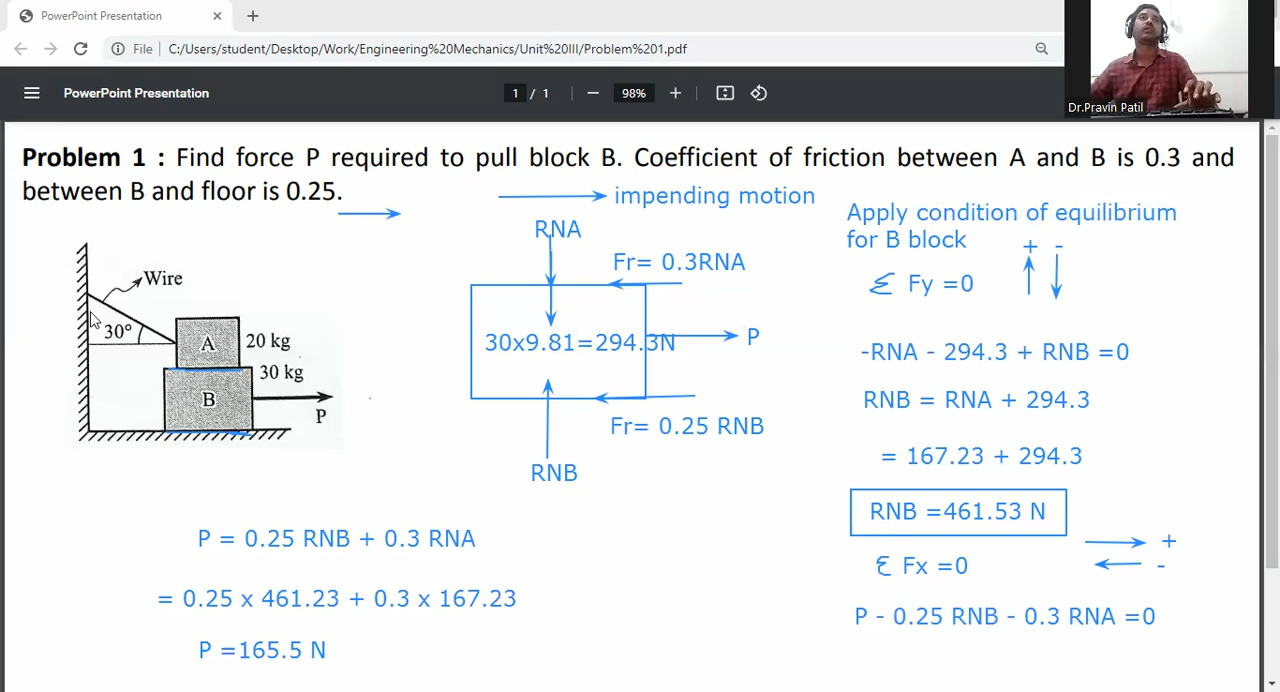 PowerPoint Presentation
File
C:/Users/student/Desktop/Work/Engineering%20Mechanics/Unit%20III/Problem%201.pdf
PowerPoint Presentation
1 / 1
98%
Dr.Pravin Patil
Problem 1 : Find force P required to pull block B. Coefficient of friction between A and B is 0.3 and
between B and floor is 0.25.
Wire
30°
A
20 kg
30 kg
B
P
impending motion
RNA
Fr= 0.3RNA
30x9.81=294.3N
P
Fr= 0.25 RNB
RNB
Apply condition of equilibrium
for B block
+ -
Σ Fy =0
-RNA - 294.3 + RNB =0
RNB = RNA + 294.3
= 167.23 + 294.3
RNB =461.53 N
Σ Fx =0
+
-
P - 0.25 RNB - 0.3 RNA =0
P = 0.25 RNB + 0.3 RNA
= 0.25 x 461.23 + 0.3 x 167.23
P =165.5 N